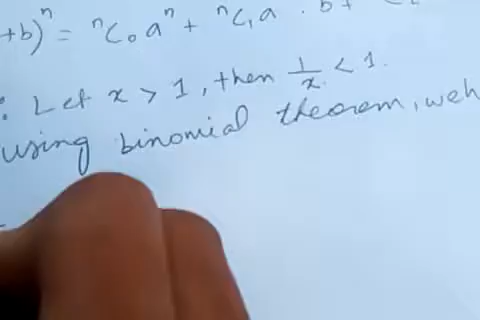 +b)ⁿ = ⁿC₀ aⁿ + ⁿC₁ a . b +
: Let x > 1, then 1/x < 1.
using binomial theorem, we h